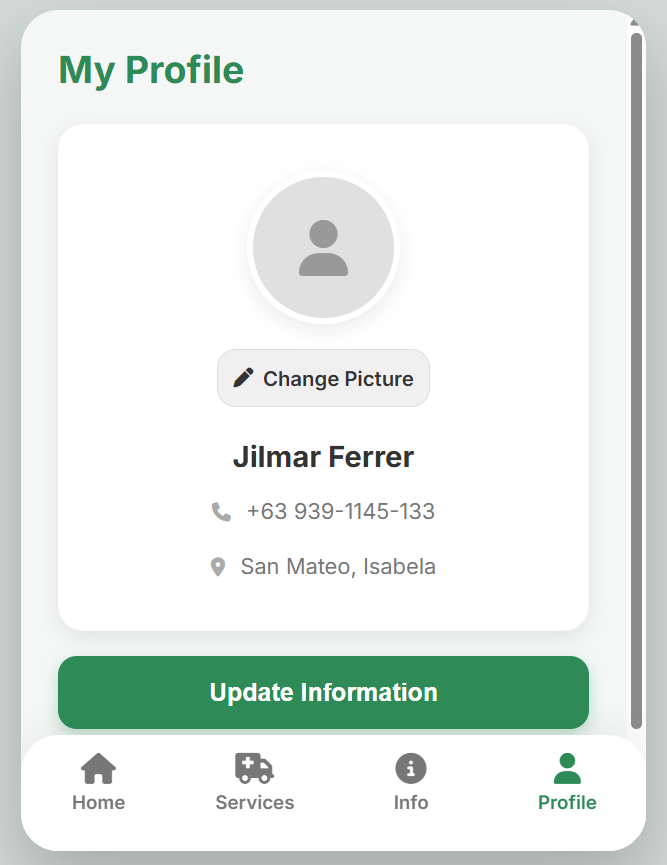 My Profile
Change Picture
Jilmar Ferrer
+63 939-1145-133
San Mateo, Isabela
Update Information
Home
Services
Info
Profile